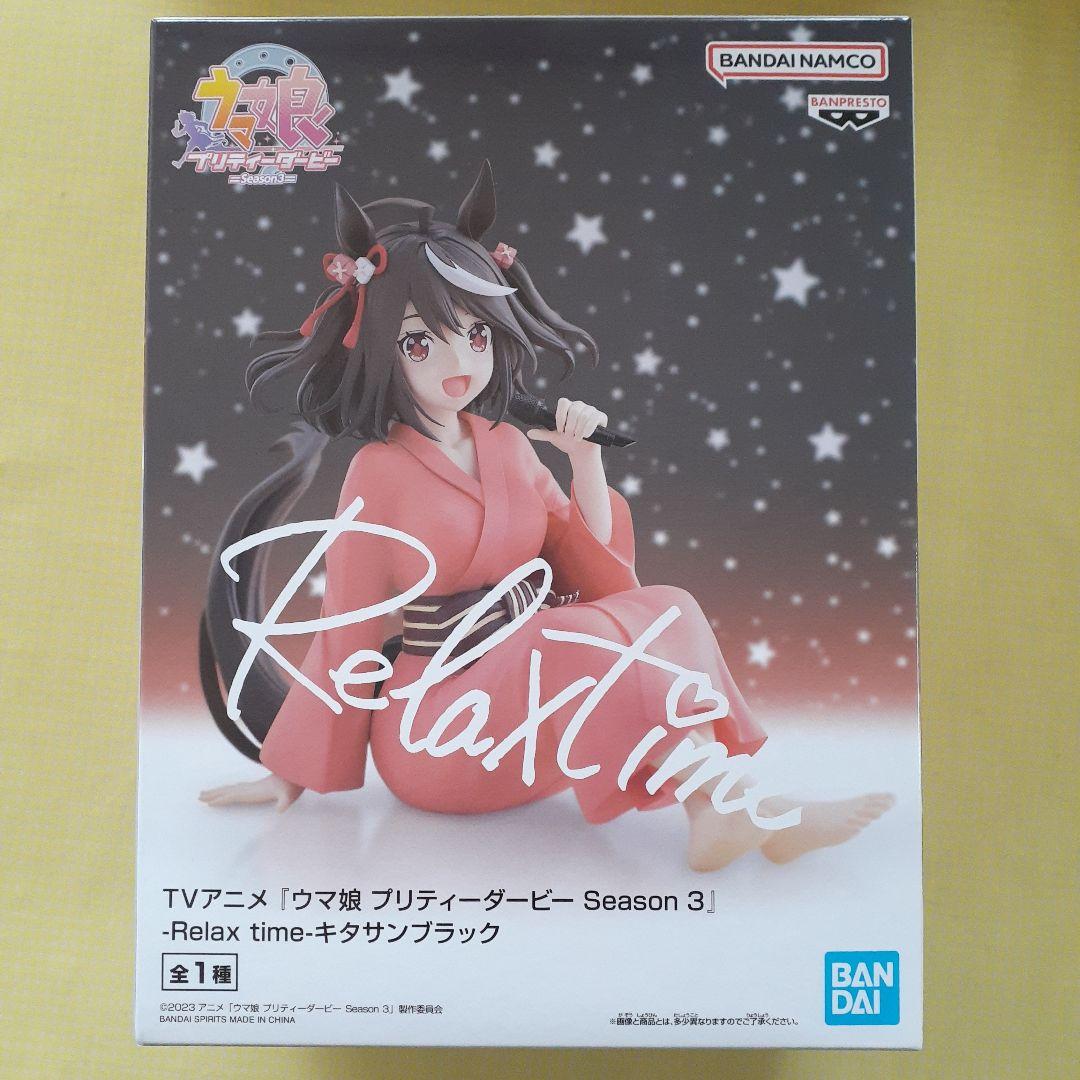 ウマ娘
プリティーダービー
Season3
BANDAI NAMCO
BANPRESTO
Relax time
TVアニメ『ウマ娘 プリティーダービー Season 3』
-Relax time-キタサンブラック
全1種
©2023 アニメ「ウマ娘 プリティーダービー Season 3」製作委員会
BANDAI SPIRITS MADE IN CHINA
※画像と商品とは、多少異なりますのでご了承ください。
BAN
DAI